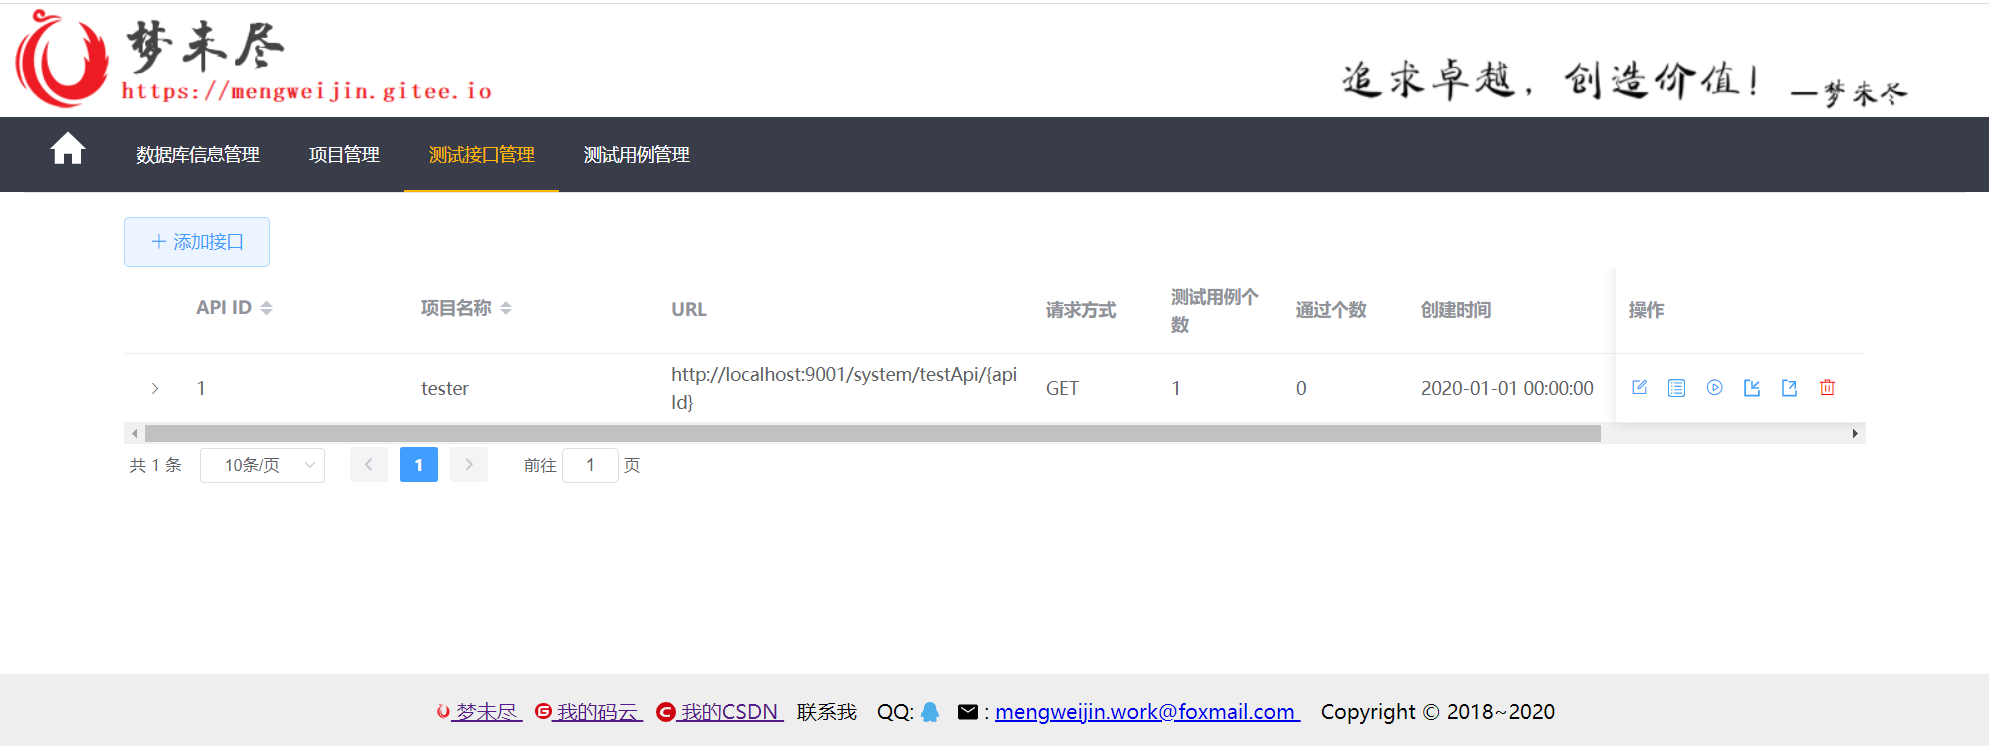 梦未尽
https://mengweijin.gitee.io
追求卓越，创造价值！—梦未尽
数据库信息管理 项目管理 测试接口管理 测试用例管理
添加接口
API ID 项目名称 URL 请求方式 测试用例个数 通过个数 创建时间 操作
1 tester http://localhost:9001/system/testApi/{apiId} GET 1 0 2020-01-01 00:00:00
共 1 条 10条/页 1 前往 1 页
梦未尽 我的码云 我的CSDN 联系我 QQ: : mengweijin.work@foxmail.com Copyright © 2018~2020